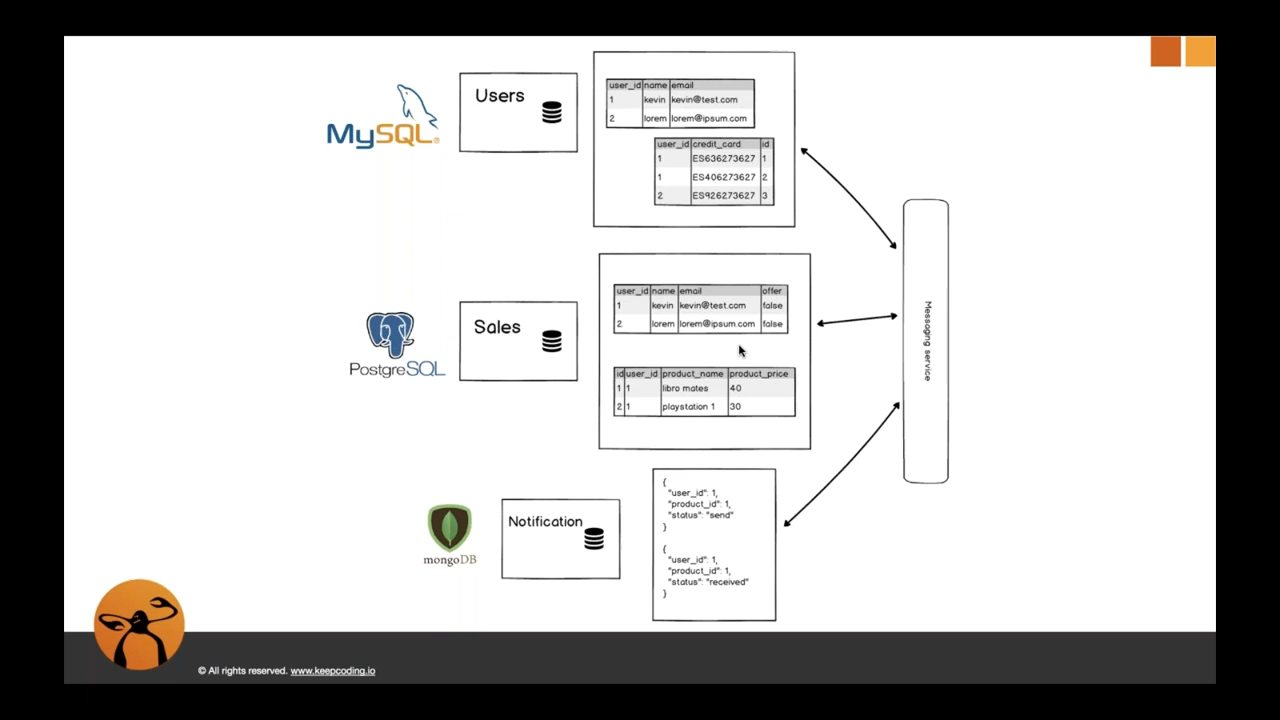 MySQL®
Users
user_id name email
1 kevin kevin@test.com
2 lorem lorem@ipsum.com
user_id credit_card id
1 ES636273627 1
1 ES406273627 2
2 ES926273627 3
PostgreSQL
Sales
user_id name email offer
1 kevin kevin@test.com false
2 lorem lorem@ipsum.com false
id user_id product_name product_price
1 1 libro mates 40
2 1 playstation 1 30
Messaging service
mongoDB
Notification
{
"user_id": 1,
"product_id": 1,
"status": "send"
}
{
"user_id": 1,
"product_id": 1,
"status": "received"
}
© All rights reserved. www.keepcoding.io